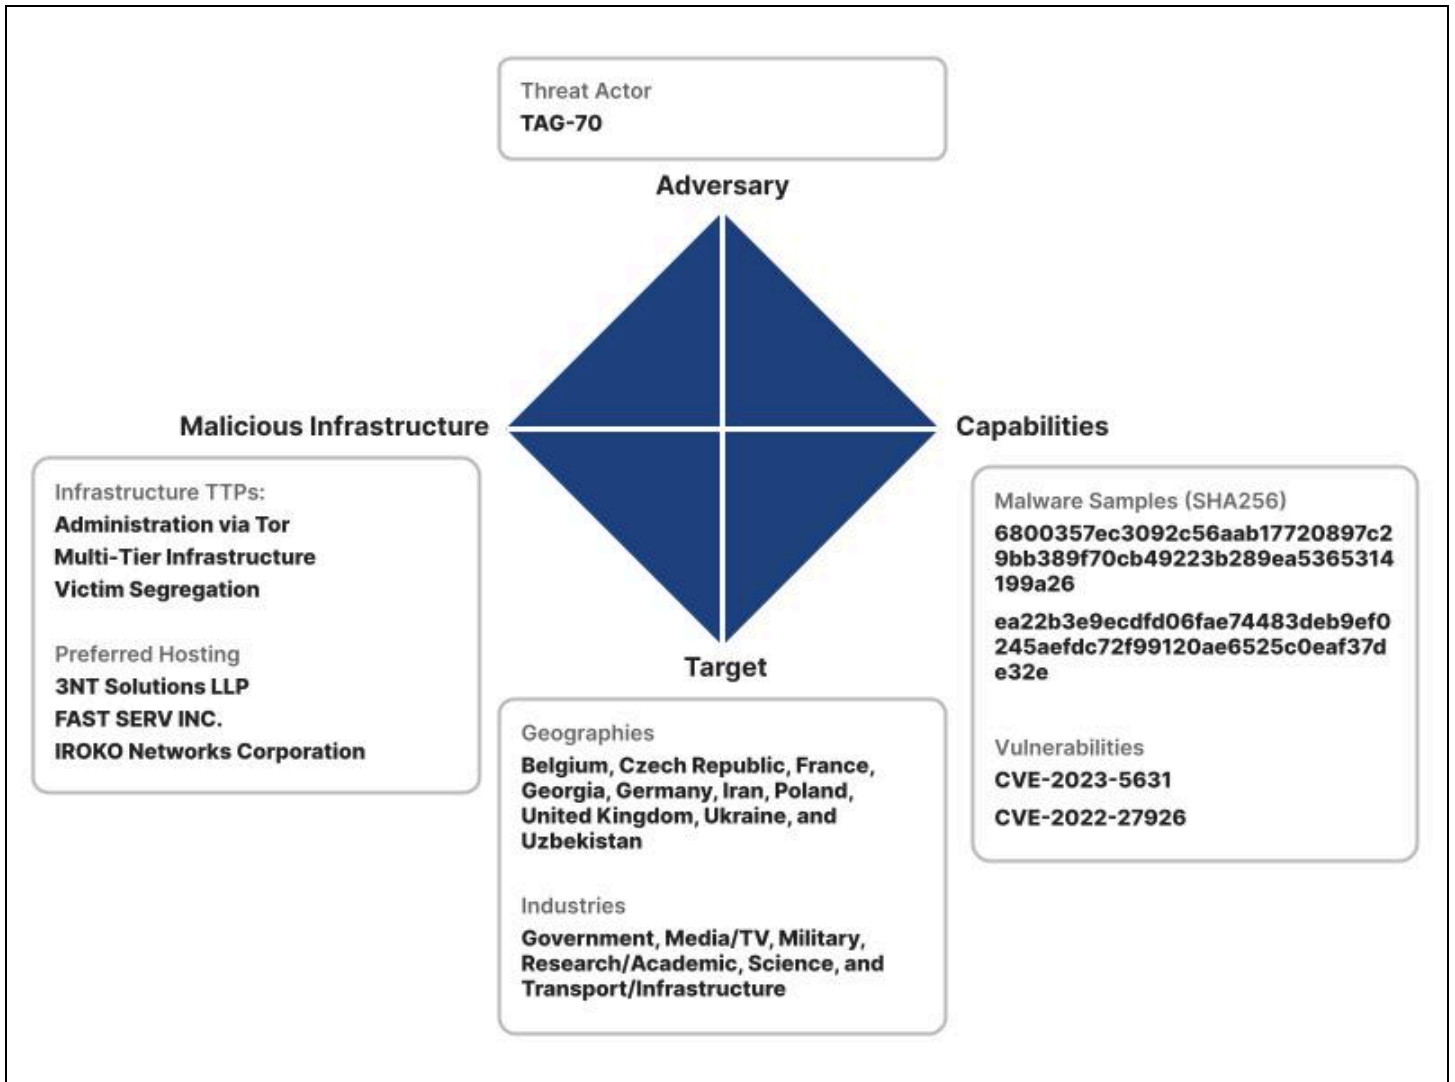 Threat Actor
TAG-70
Adversary
Malicious Infrastructure
Infrastructure TTPs:
Administration via Tor
Multi-Tier Infrastructure
Victim Segregation
Preferred Hosting
3NT Solutions LLP
FAST SERV INC.
IROKO Networks Corporation
Capabilities
Malware Samples (SHA256)
6800357ec3092c56aab17720897c2
9bb389f70cb49223b289ea5365314
199a26
ea22b3e9ecdfd06fae74483deb9ef0
245aefdc72f99120ae6525c0eaf37d
e32e
Vulnerabilities
CVE-2023-5631
CVE-2022-27926
Target
Geographies
Belgium, Czech Republic, France,
Georgia, Germany, Iran, Poland,
United Kingdom, Ukraine, and
Uzbekistan
Industries
Government, Media/TV, Military,
Research/Academic, Science, and
Transport/Infrastructure